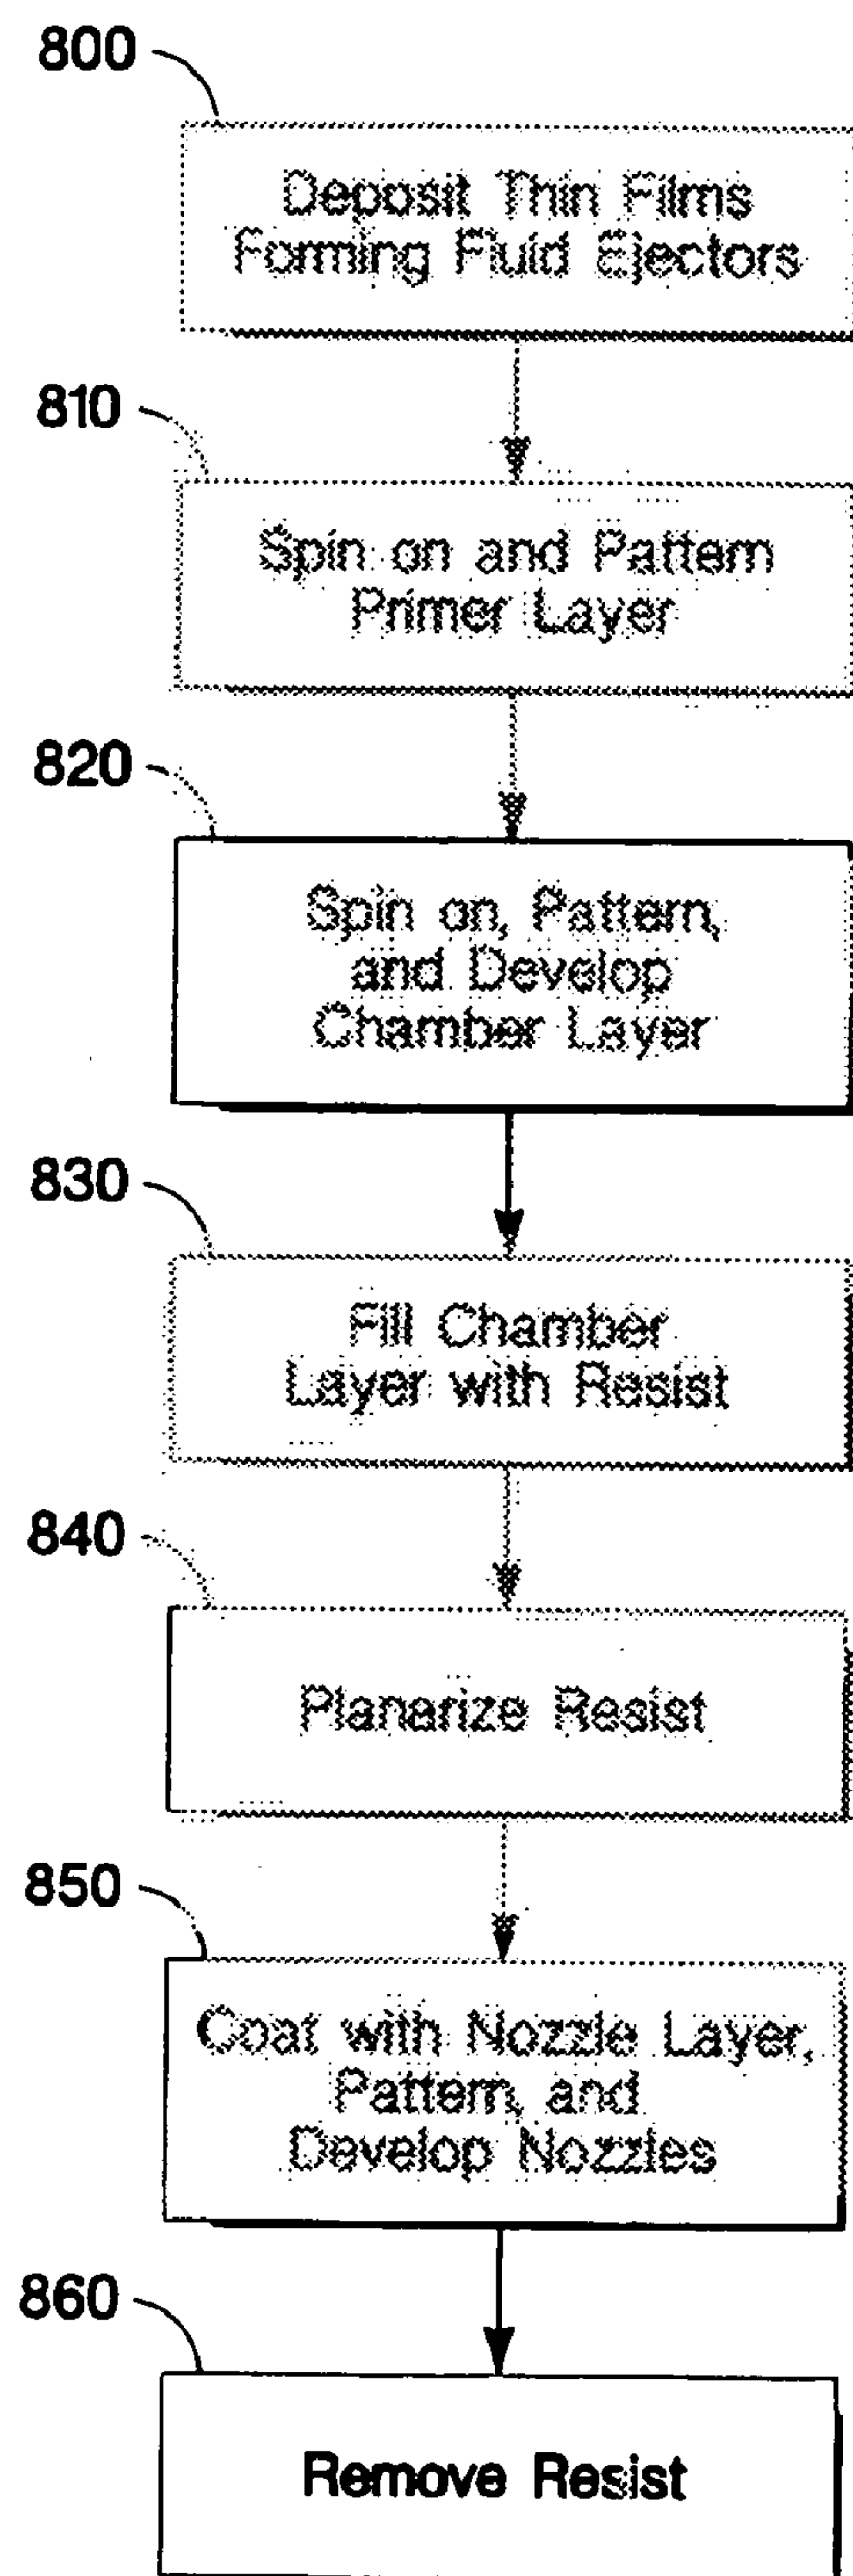 800
Deposit Thin Films
Forming Fluid Ejectors
810
Spin on and Pattern
Primer Layer
820
Spin on, Pattern,
and Develop
Chamber Layer
830
Fill Chamber
Layer with Resist
840
Planarize Resist
850
Coat with Nozzle Layer,
Pattern, and
Develop Nozzles
860
Remove Resist